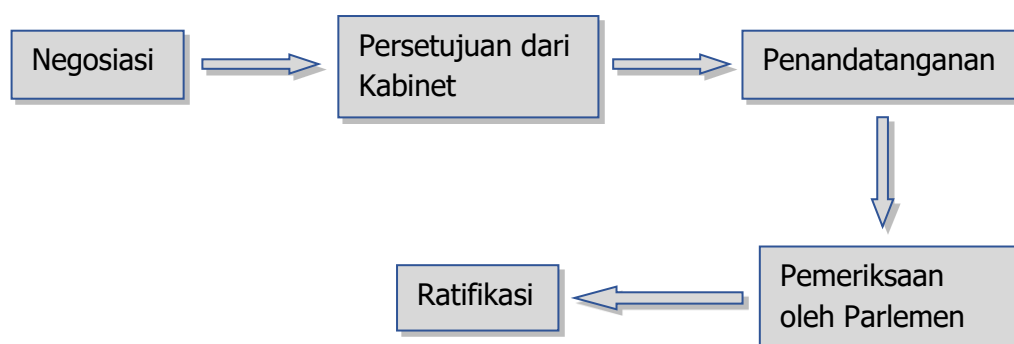 Negosiasi
Persetujuan dari
Kabinet
Penandatanganan
Pemeriksaan
oleh Parlemen
Ratifikasi